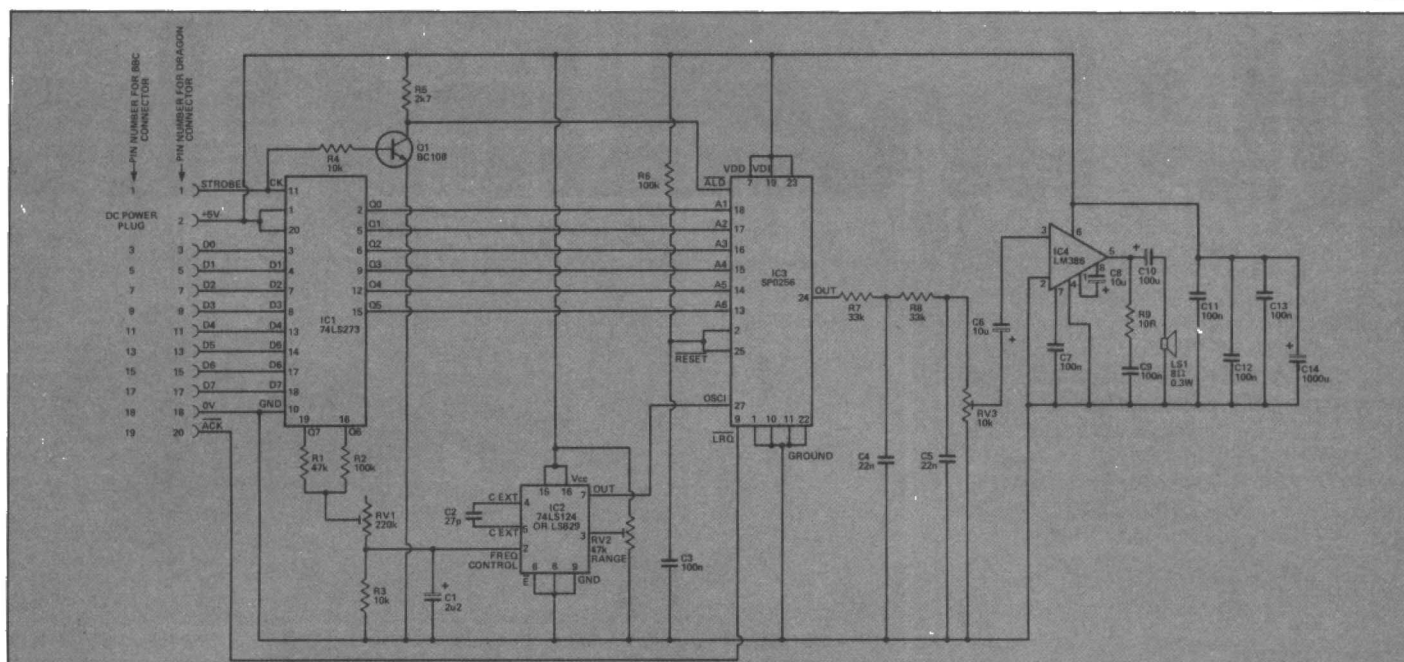 PIN NUMBER FOR BBC
CONNECTOR
PIN NUMBER FOR DRAGON
CONNECTOR
1 1 STROBE CK 11
DC POWER
PLUG
2 +5V
1
20
3 3 D0 3
5 5 D1 D1 4
7 7 D2 D2 7
9 9 D3 D3 8
11 11 D4 D4 13
13 13 D5 D5 14
15 15 D6 D6 17
17 17 D7 D7 18
18 18 0V GND 10
19 20 ACK
R4
10k
Q1
BC108
R6
2k7
IC1
74LS273
2 Q0 A1 18
5 Q1 A2 17
6 Q2 A3 16
9 Q3 A4 15
12 Q4 A5 14
15 Q5 A6 13
19 16
Q7 Q6
R1
47k
R2
100k
RV1
220k
R3
10k
C1
2u2
+
C2
27p
C EXT 4
C EXT
FREQ
CONTROL
2
15 16 Vcc
IC2
74LS124
OR LS629
OUT
7
3
RV2
47k
RANGE
E
8 9 GND
R5
100k
C3
100n
ALD
VDD VDD
7 19 23
IC3
SP0256
OUT
24
2
25
RESET
OSCI 27
9 1 10 11 22
LRQ
GROUND
R7
33k
R8
33k
C4
22n
C5
22n
RV3
10k
C6
10u
+
3
2
IC4
LM386
6
5
7 4 1 8
C8
10u
+
C7
100n
R9
10R
C9
100n
+
C10
100u
LS1
8Ω
0.3W
C11
100n
C12
100n
C13
100n
+
C14
1000u